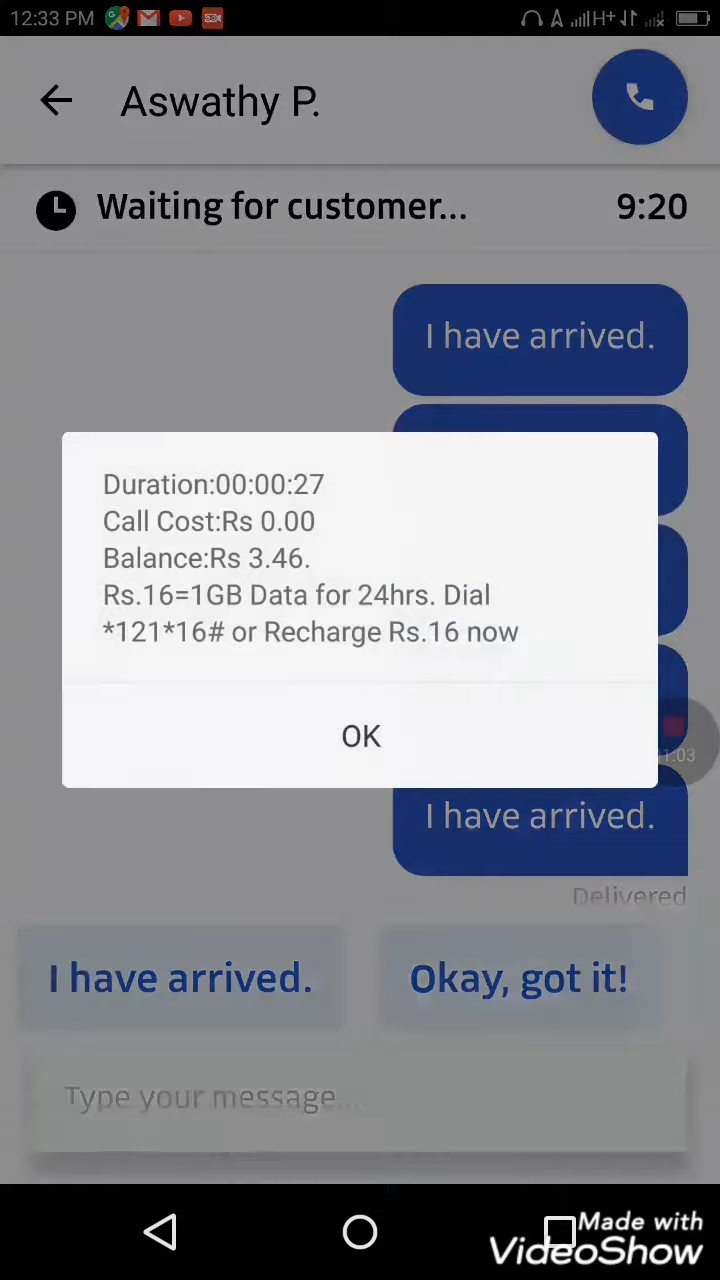 12:33 PM
H+
Aswathy P.
Waiting for customer... 9:20
I have arrived.
Duration:00:00:27
Call Cost:Rs 0.00
Balance:Rs 3.46.
Rs.16=1GB Data for 24hrs. Dial
*121*16# or Recharge Rs.16 now
OK
1:03
I have arrived.
Delivered
I have arrived. Okay, got it!
Type your message...
Made with
VideoShow